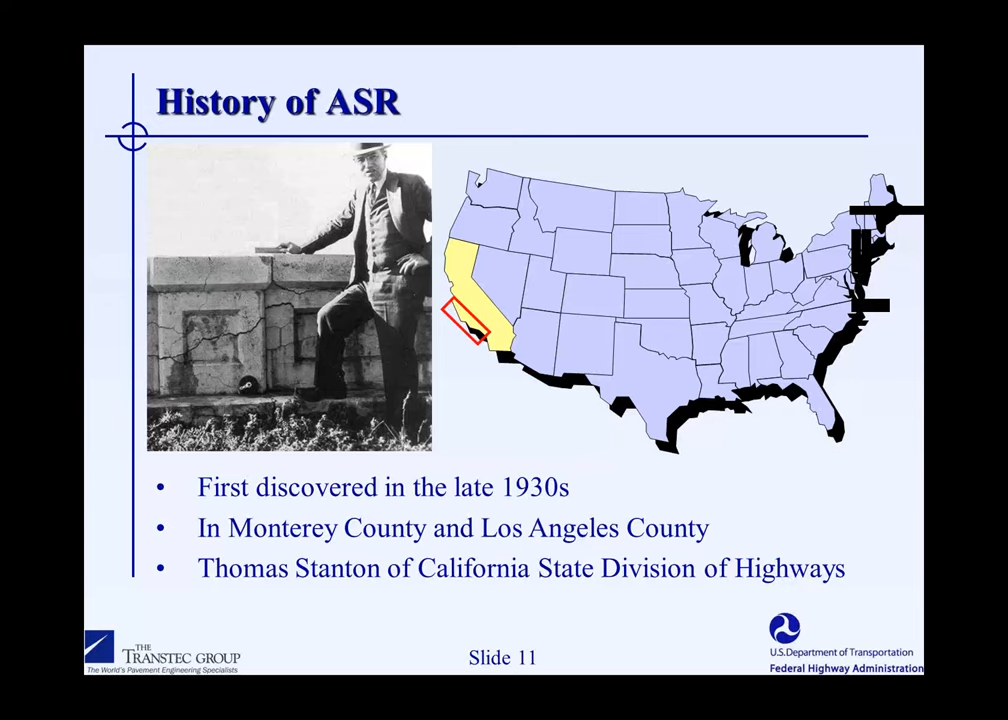 History of ASR
• First discovered in the late 1930s
• In Monterey County and Los Angeles County
• Thomas Stanton of California State Division of Highways
THE
TRANSTEC GROUP
The World's Pavement Engineering Specialists
Slide 11
U.S.Department of Transportation
Federal Highway Administration